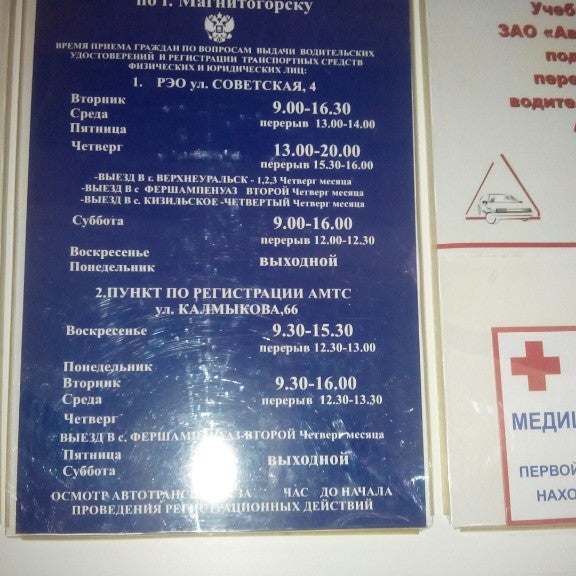 по г. Магнитогорску
ВРЕМЯ ПРИЕМА ГРАЖДАН ПО ВОПРОСАМ ВЫДАЧИ ВОДИТЕЛЬСКИХ
УДОСТОВЕРЕНИЙ И РЕГИСТРАЦИИ ТРАНСПОРТНЫХ СРЕДСТВ
ФИЗИЧЕСКИХ И ЮРИДИЧЕСКИХ ЛИЦ:
1. РЭО ул. СОВЕТСКАЯ, 4
Вторник
Среда
Пятница
9.00-16.30
перерыв 13.00-14.00
Четверг
13.00-20.00
перерыв 15.30-16.00
-ВЫЕЗД В г. ВЕРХНЕУРАЛЬСК - 1,2,3 Четверг месяца
-ВЫЕЗД В с ФЕРШАМПЕНУАЗ ВТОРОЙ Четверг месяца
-ВЫЕЗД В с. КИЗИЛЬСКОЕ -ЧЕТВЕРТЫЙ Четверг месяца
Суббота
9.00-16.00
перерыв 12.00-12.30
Воскресенье
Понедельник
выходной
2.ПУНКТ ПО РЕГИСТРАЦИИ АМТС
ул. КАЛМЫКОВА,66
Воскресенье
9.30-15.30
перерыв 12.30-13.00
Понедельник
Вторник
Среда
9.30-16.00
перерыв 12.30-13.30
Четверг
ВЫЕЗД В с. ФЕРШАМПЕНУАЗ-ВТОРОЙ Четверг месяца
Пятница
Суббота
выходной
ОСМОТР ЗА ЧАС ДО НАЧАЛА
ПРОВЕДЕНИЯ РЕГИСТРАЦИОННЫХ ДЕЙСТВИЙ
Учеб
ЗАО «Ав
под
пере
водител
МЕДИЦ
ПЕРВОЙ
НАХО